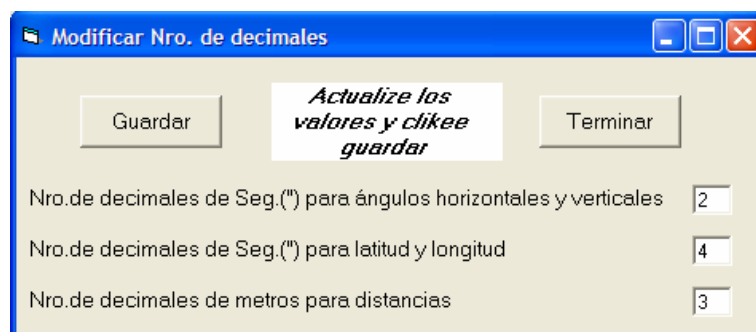 Modificar Nro. de decimales
Guardar
Actualize los
valores y clikee
guardar
Terminar
Nro.de decimales de Seg.(") para ángulos horizontales y verticales 2
Nro.de decimales de Seg.(") para latitud y longitud 4
Nro.de decimales de metros para distancias 3